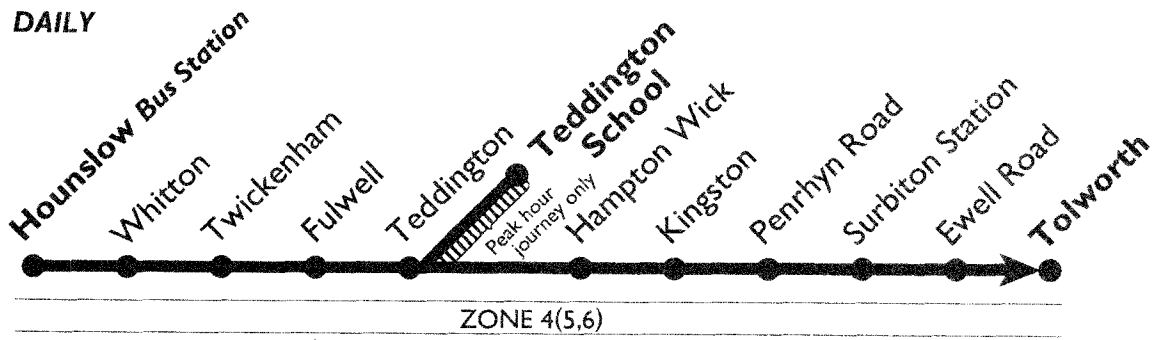 DAILY
Hounslow Bus Station
Whitton
Twickenham
Fulwell
Teddington
Teddington
School
Peak hour
journey only
Hampton Wick
Kingston
Penrhyn Road
Surbiton Station
Ewell Road
Tolworth
ZONE 4(5,6)